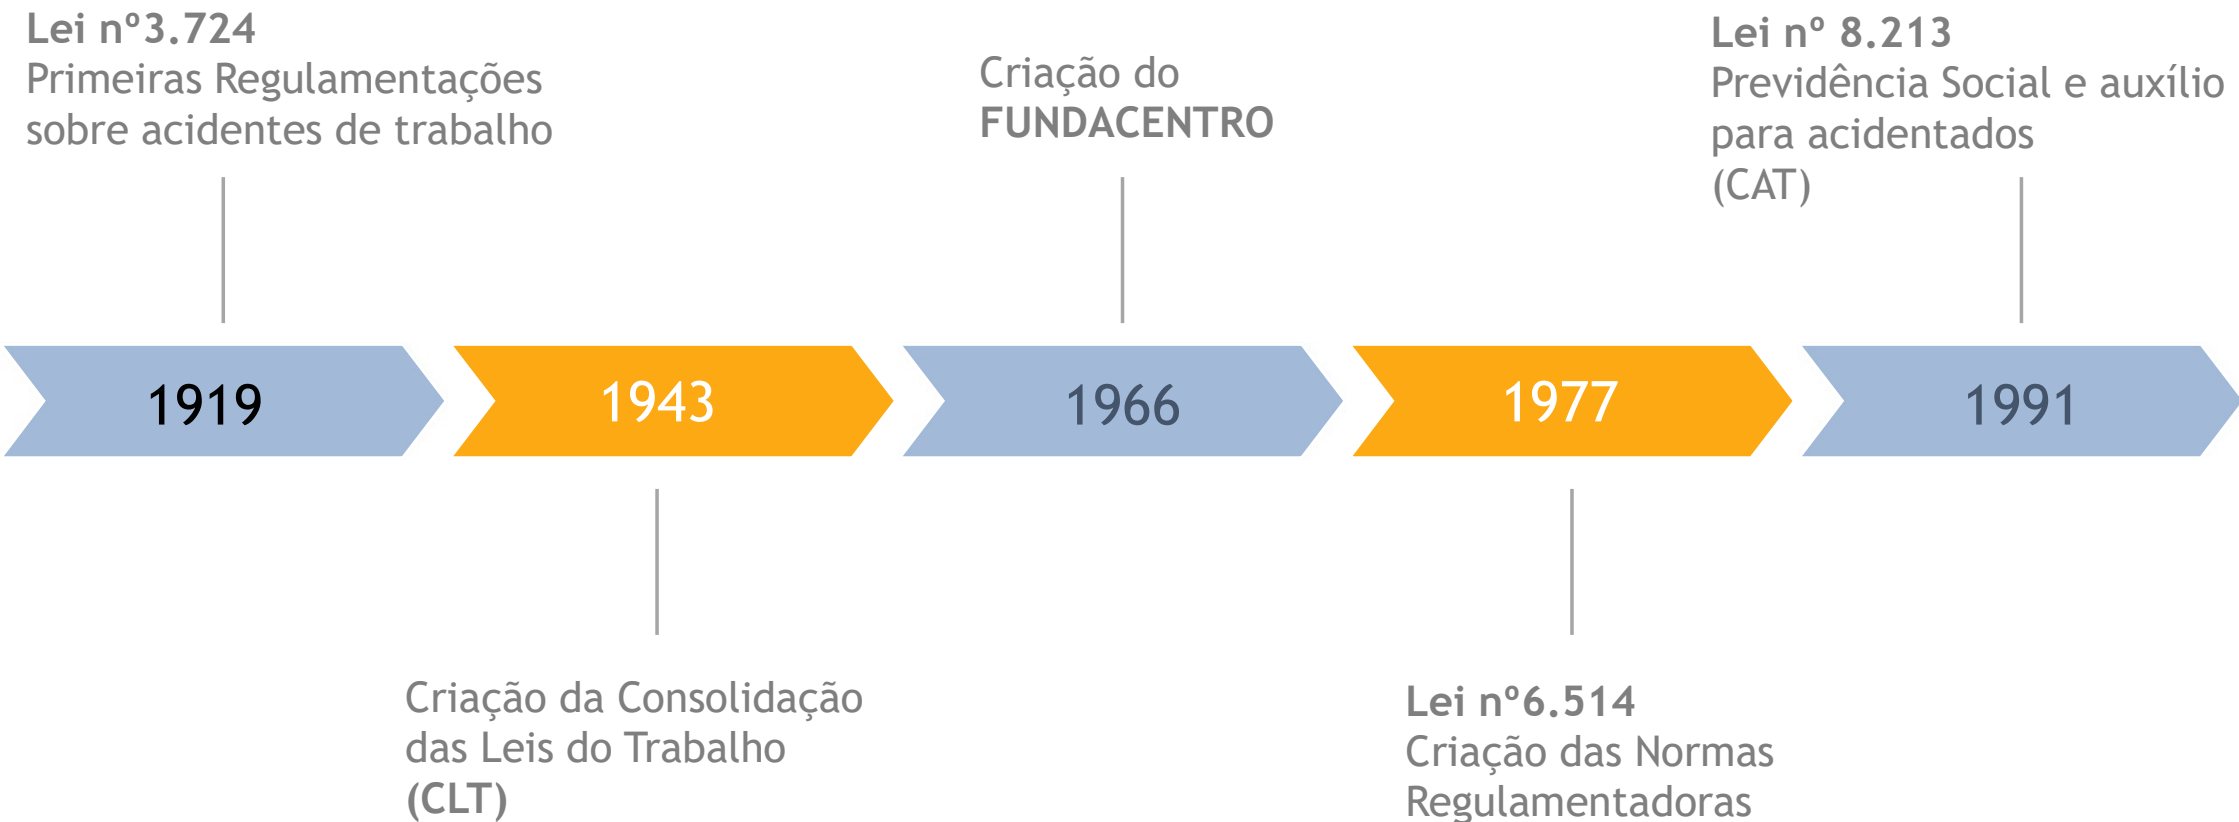 Lei nº3.724
Primeiras Regulamentações
sobre acidentes de trabalho
Criação do
FUNDACENTRO
Lei nº 8.213
Previdência Social e auxílio
para acidentados
(CAT)
1919
1943
1966
1977
1991
Criação da Consolidação
das Leis do Trabalho
(CLT)
Lei nº6.514
Criação das Normas
Regulamentadoras